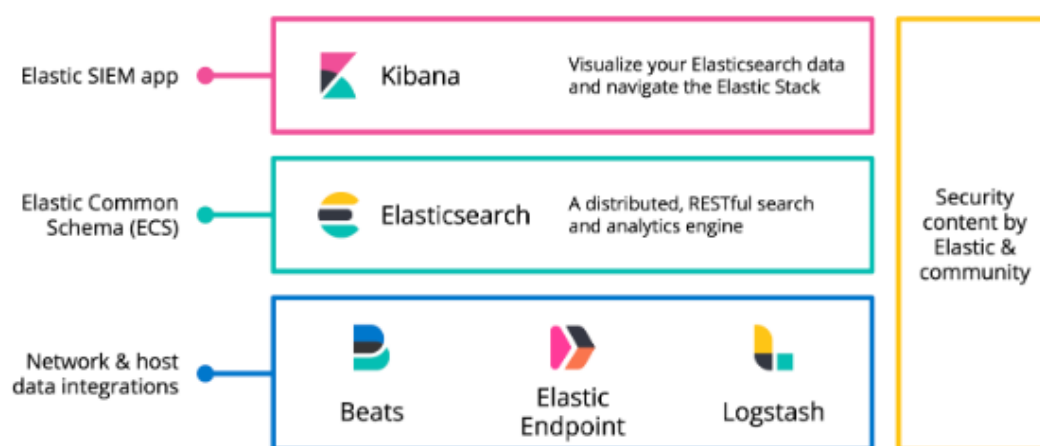 Elastic SIEM app
Kibana
Visualize your Elasticsearch data
and navigate the Elastic Stack
Elastic Common
Schema (ECS)
Elasticsearch
A distributed, RESTful search
and analytics engine
Network & host
data integrations
Beats
Elastic
Endpoint
Logstash
Security
content by
Elastic &
community